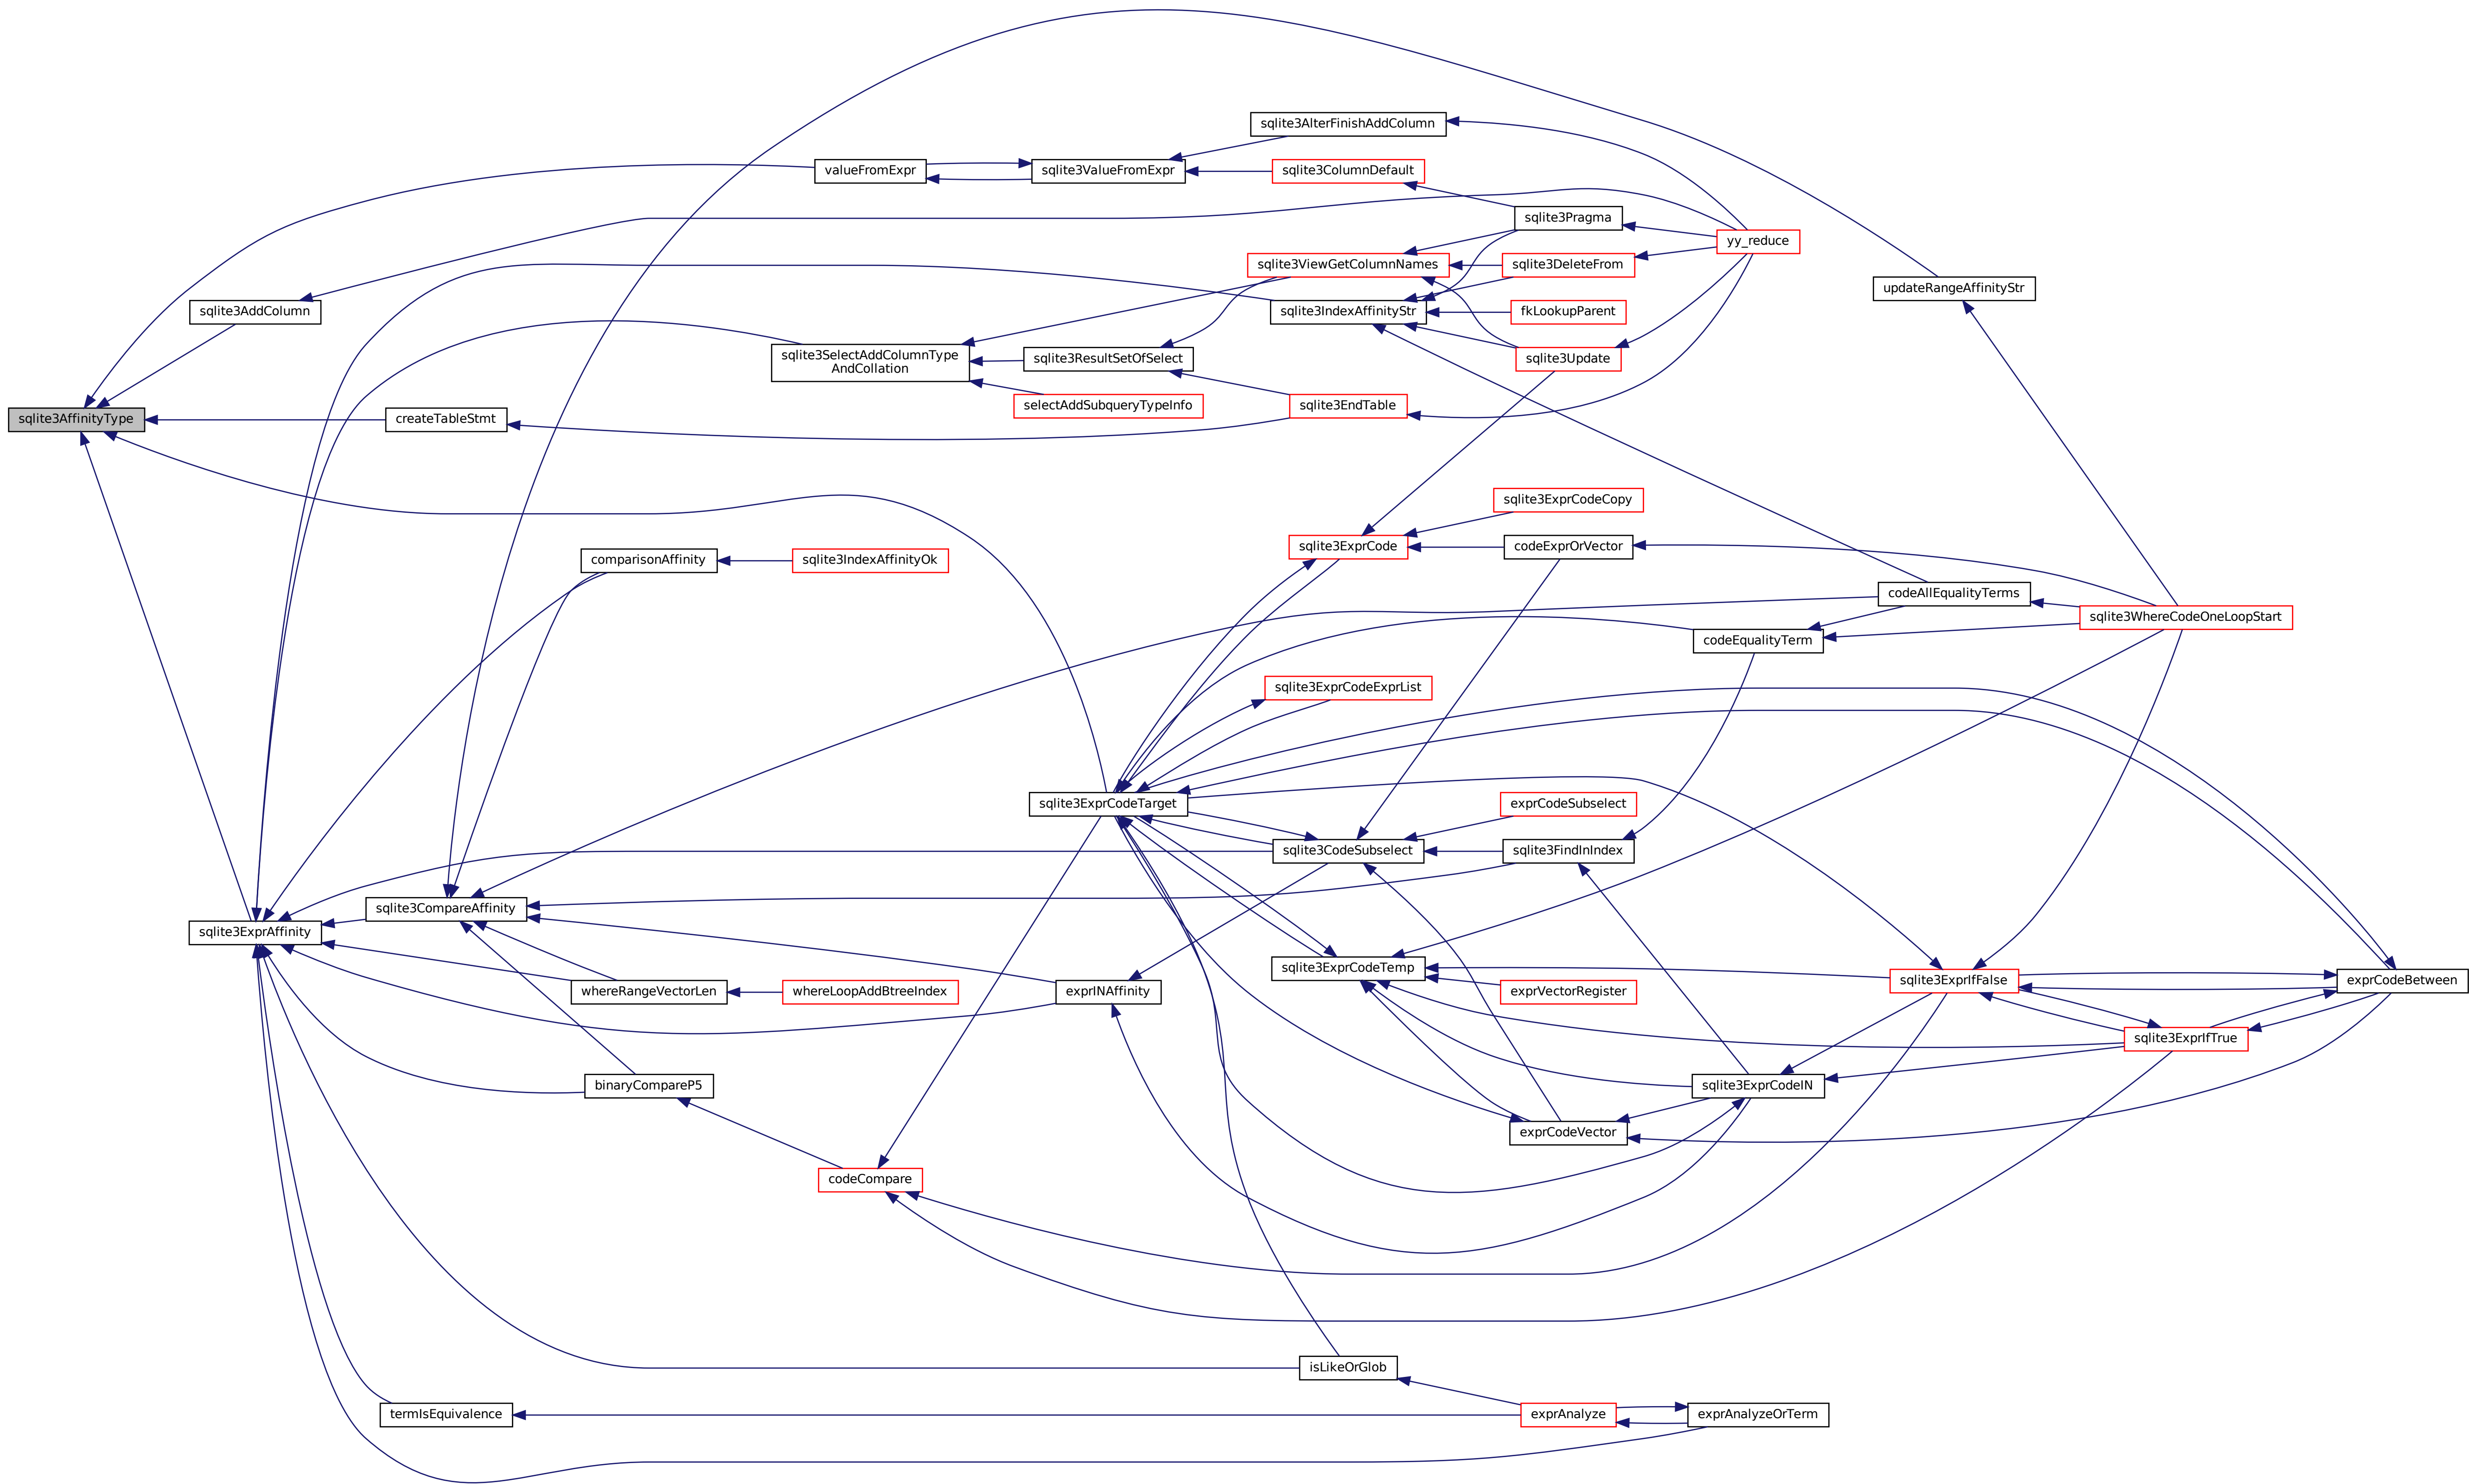 sqlite3AlterFinishAddColumn
valueFromExpr
sqlite3ValueFromExpr
sqlite3ColumnDefault
sqlite3Pragma
yy_reduce
sqlite3ViewGetColumnNames
sqlite3DeleteFrom
updateRangeAffinityStr
sqlite3AddColumn
sqlite3IndexAffinityStr
fkLookupParent
sqlite3SelectAddColumnType
AndCollation
sqlite3ResultSetOfSelect
sqlite3Update
selectAddSubqueryTypeInfo
sqlite3EndTable
sqlite3AffinityType
createTableStmt
sqlite3ExprCodeCopy
sqlite3ExprCode
codeExprOrVector
comparisonAffinity
sqlite3IndexAffinityOk
codeAllEqualityTerms
sqlite3WhereCodeOneLoopStart
codeEqualityTerm
sqlite3ExprCodeExprList
sqlite3ExprCodeTarget
exprCodeSubselect
sqlite3CodeSubselect
sqlite3FindInIndex
sqlite3CompareAffinity
sqlite3ExprAffinity
sqlite3ExprCodeTemp
whereRangeVectorLen
whereLoopAddBtreeIndex
exprINAffinity
exprVectorRegister
sqlite3ExprIfFalse
exprCodeBetween
sqlite3ExprIfTrue
binaryCompareP5
sqlite3ExprCodeIN
exprCodeVector
codeCompare
isLikeOrGlob
termIsEquivalence
exprAnalyze
exprAnalyzeOrTerm